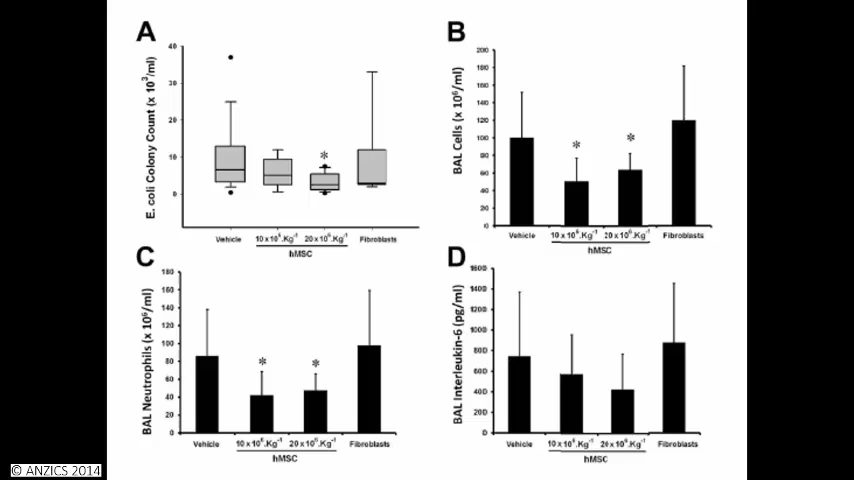 A
E. coli Colony Count (x 10³/ml)
40
30
20
10
0
*
Vehicle
10 x 10⁶.Kg⁻¹
20 x 10⁶.Kg⁻¹
Fibroblasts
hMSC
B
BAL Cells (x 10⁶/ml)
200
180
160
140
120
100
80
60
40
20
0
*
*
Vehicle
10 x 10⁶.Kg⁻¹
20 x 10⁶.Kg⁻¹
Fibroblasts
hMSC
C
BAL Neutrophils (x 10⁶/ml)
180
160
140
120
100
80
60
40
20
0
*
*
Vehicle
10 x 10⁶.Kg⁻¹
20 x 10⁶.Kg⁻¹
Fibroblasts
hMSC
D
BAL Interleukin-6 (pg/ml)
1600
1400
1200
1000
800
600
400
200
0
Vehicle
10 x 10⁶.Kg⁻¹
20 x 10⁶.Kg⁻¹
Fibroblasts
hMSC
© ANZICS 2014